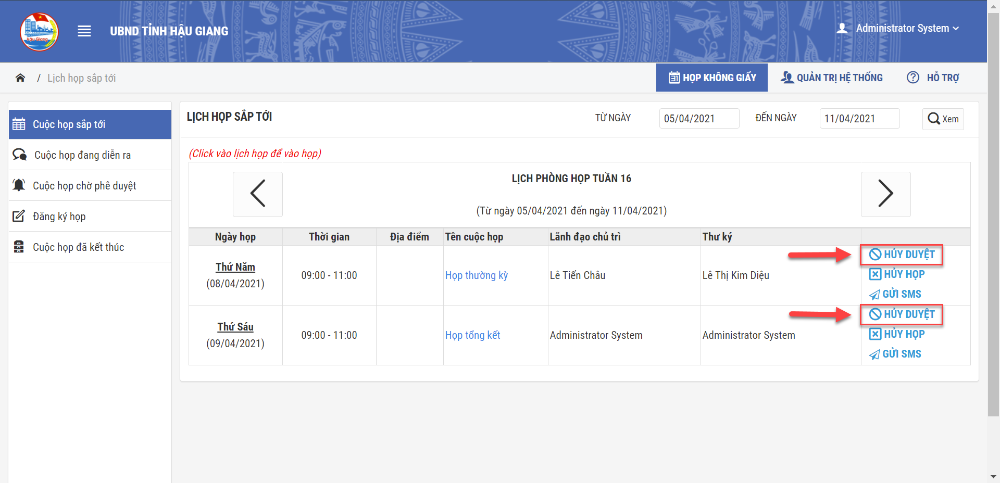 Hậu Giang
UBND TỈNH HẬU GIANG
Administrator System
/ Lịch họp sắp tới
31 HỌP KHÔNG GIẤY
QUẢN TRỊ HỆ THỐNG
? HỖ TRỢ
Cuộc họp sắp tới
Cuộc họp đang diễn ra
Cuộc họp chờ phê duyệt
Đăng ký họp
Cuộc họp đã kết thúc
LỊCH HỌP SẮP TỚI
TỪ NGÀY 05/04/2021 ĐẾN NGÀY 11/04/2021 Xem
(Click vào lịch họp để vào họp)
LỊCH PHÒNG HỌP TUẦN 16
(Từ ngày 05/04/2021 đến ngày 11/04/2021)
Ngày họp Thời gian Địa điểm Tên cuộc họp Lãnh đạo chủ trì Thư ký
Thứ Năm
(08/04/2021)
09:00 - 11:00
Họp thường kỳ
Lê Tiến Châu
Lê Thị Kim Diệu
HỦY DUYỆT
HỦY HỌP
GỬI SMS
Thứ Sáu
(09/04/2021)
09:00 - 11:00
Họp tổng kết
Administrator System
Administrator System
HỦY DUYỆT
HỦY HỌP
GỬI SMS